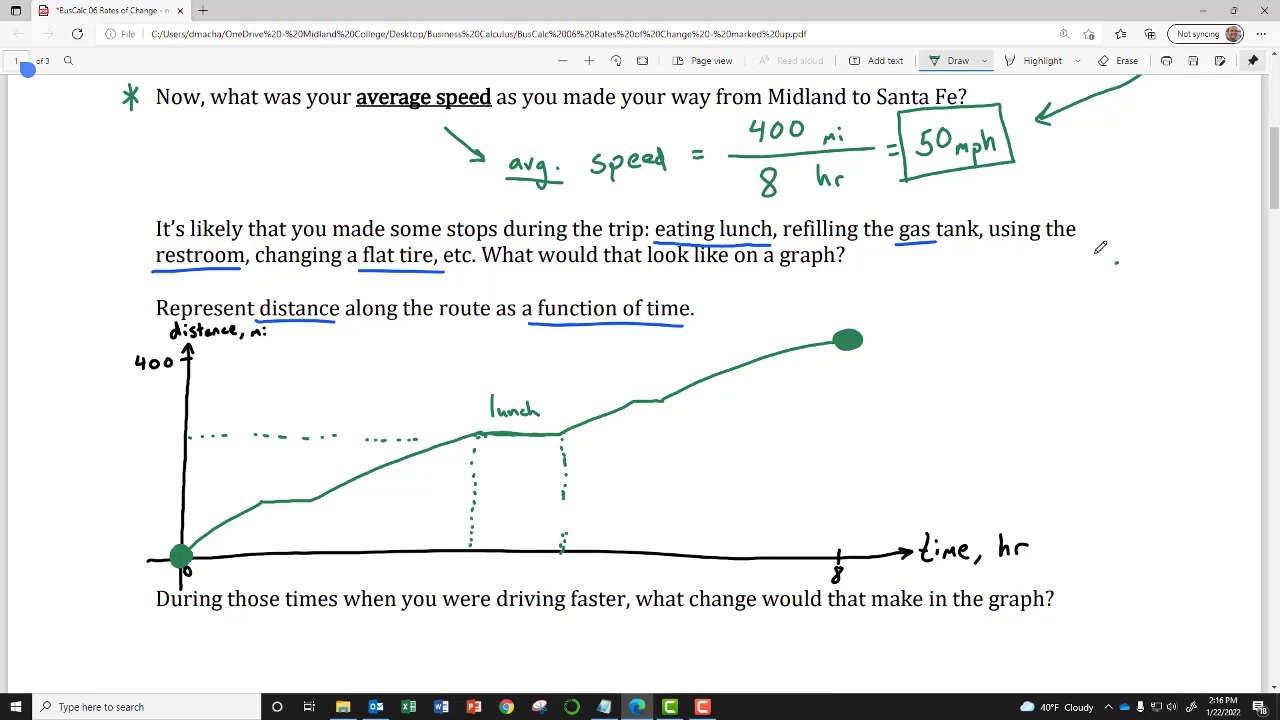 *BusCalc 06 Rates of Change - m
File
C:/Users/dmacha/OneDrive%20-%20Midland%20College/Desktop/Business%20Calculus/BusCalc%2006%20Rates%20of%20Change%20-%20marked%20up.pdf
Not syncing
1 of 3
Page view
Read aloud
Add text
Draw
Highlight
Erase
* Now, what was your average speed as you made your way from Midland to Santa Fe?
avg. speed = 400 mi / 8 hr = 50 mph
It's likely that you made some stops during the trip: eating lunch, refilling the gas tank, using the
restroom, changing a flat tire, etc. What would that look like on a graph?
Represent distance along the route as a function of time.
distance, mi
400
lunch
time, hr
0
8
During those times when you were driving faster, what change would that make in the graph?
Type here to search
40°F Cloudy
2:16 PM
1/22/2022
18